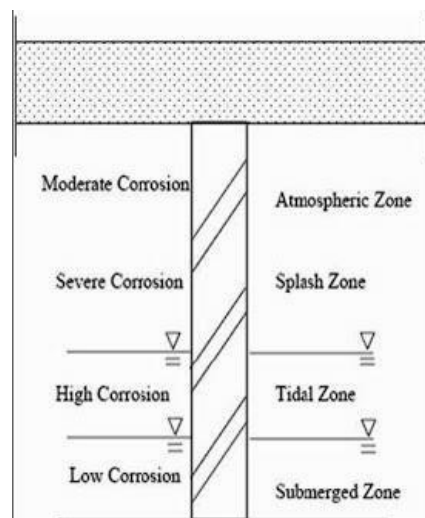 Moderate Corrosion
Atmospheric Zone
Severe Corrosion
Splash Zone
High Corrosion
Tidal Zone
Low Corrosion
Submerged Zone